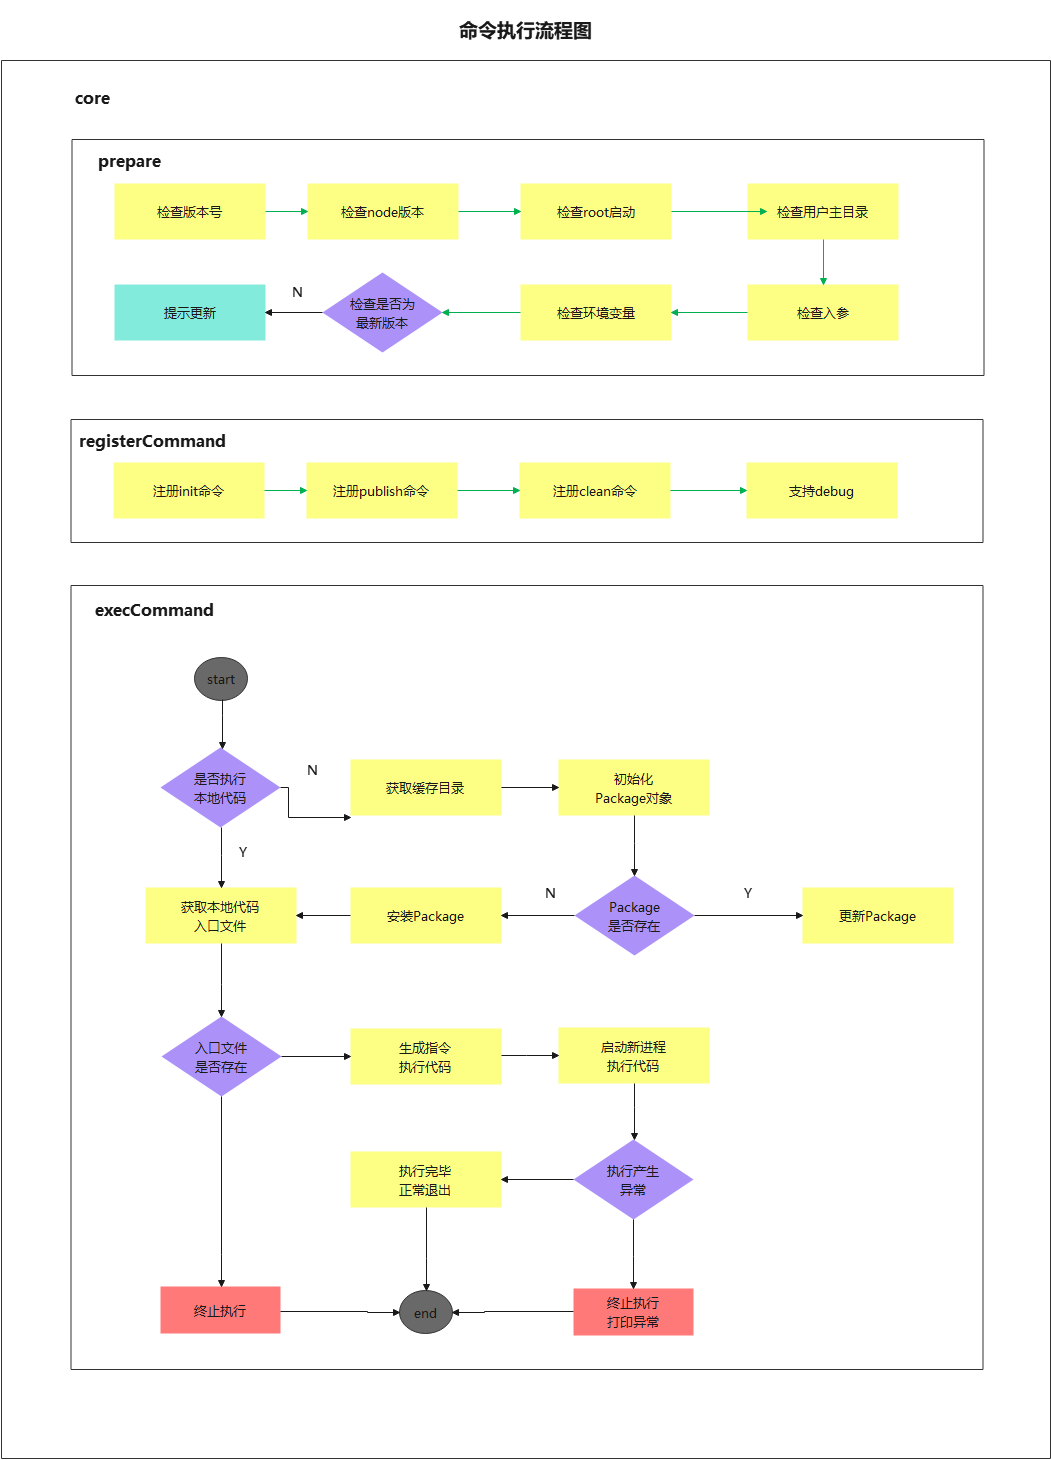 命令执行流程图
core
prepare
检查版本号
检查node版本
检查root启动
检查用户主目录
提示更新
N
检查是否为
最新版本
检查环境变量
检查入参
registerCommand
注册init命令
注册publish命令
注册clean命令
支持debug
execCommand
start
是否执行
本地代码
N
获取缓存目录
初始化
Package对象
Y
获取本地代码
入口文件
安装Package
N
Package
是否存在
Y
更新Package
入口文件
是否存在
生成指令
执行代码
启动新进程
执行代码
执行完毕
正常退出
执行产生
异常
终止执行
end
终止执行
打印异常